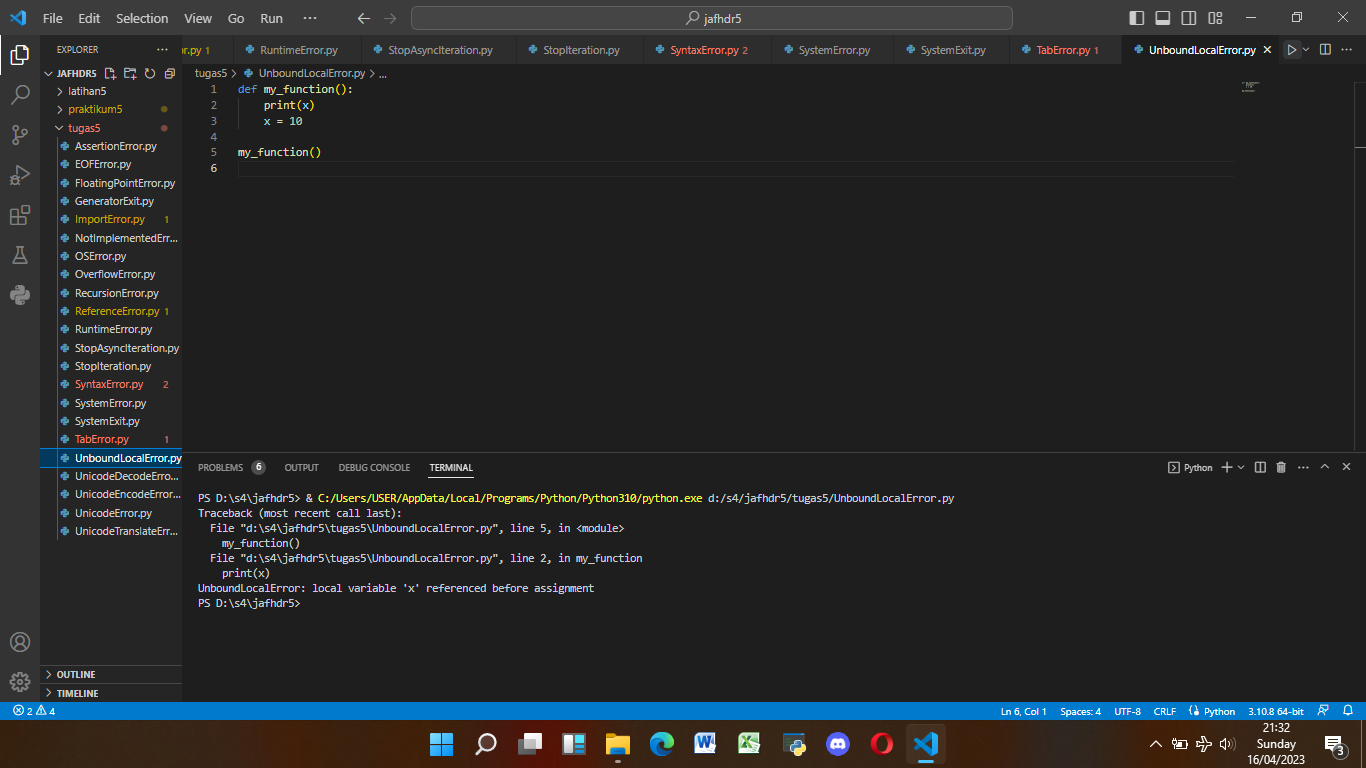 File Edit Selection View Go Run ··· jafhdr5
EXPLORER ···
or.py 1 RuntimeError.py StopAsyncIteration.py StopIteration.py SyntaxError.py 2 SystemError.py SystemExit.py TabError.py 1 UnboundLocalError.py
JAFHDR5
latihan5
praktikum5
tugas5
AssertionError.py
EOFError.py
FloatingPointError.py
GeneratorExit.py
ImportError.py 1
NotImplementedErr...
OSError.py
OverflowError.py
RecursionError.py
ReferenceError.py 1
RuntimeError.py
StopAsyncIteration.py
StopIteration.py
SyntaxError.py 2
SystemError.py
SystemExit.py
TabError.py 1
UnboundLocalError.py
UnicodeDecodeErro...
UnicodeEncodeError...
UnicodeError.py
UnicodeTranslateErr...
OUTLINE
TIMELINE
tugas5 > UnboundLocalError.py > ...
1 def my_function():
2 print(x)
3 x = 10
4
5 my_function()
6
PROBLEMS 6 OUTPUT DEBUG CONSOLE TERMINAL Python
PS D:\s4\jafhdr5> & C:/Users/USER/AppData/Local/Programs/Python/Python310/python.exe d:/s4/jafhdr5/tugas5/UnboundLocalError.py
Traceback (most recent call last):
File "d:\s4\jafhdr5\tugas5\UnboundLocalError.py", line 5, in <module>
my_function()
File "d:\s4\jafhdr5\tugas5\UnboundLocalError.py", line 2, in my_function
print(x)
UnboundLocalError: local variable 'x' referenced before assignment
PS D:\s4\jafhdr5>
2 4 Ln 6, Col 1 Spaces: 4 UTF-8 CRLF Python 3.10.8 64-bit
21:32
Sunday
16/04/2023
3